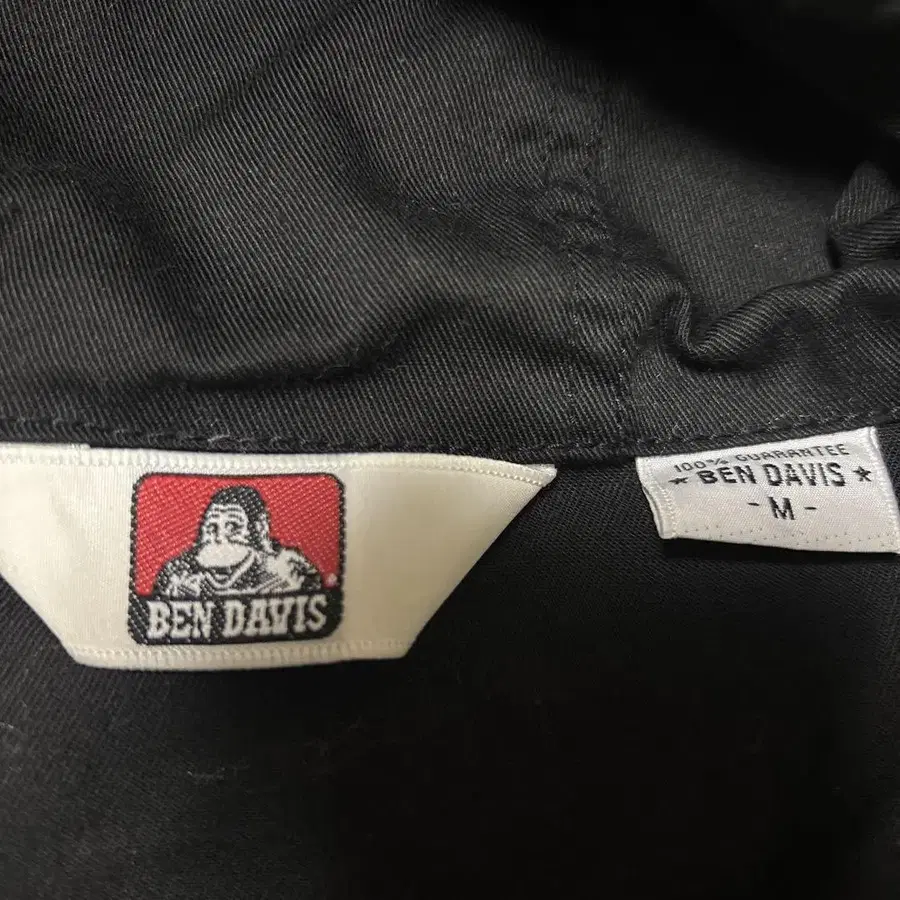 BEN DAVIS
®
100% GUARANTEE
★ BEN DAVIS ★
- M -